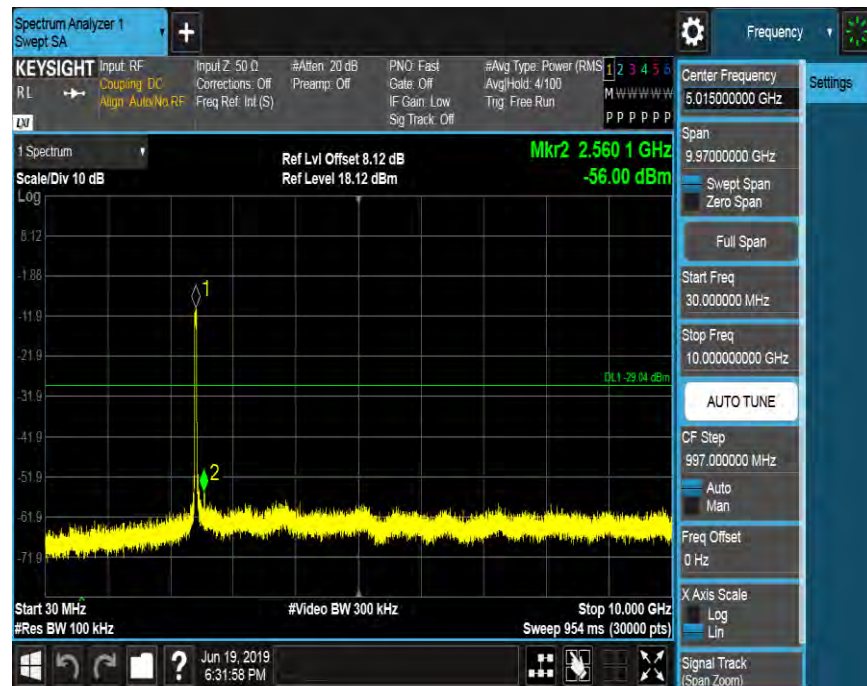 Spectrum Analyzer 1
Swept SA
+
Frequency
KEYSIGHT
RL
LXI
Input: RF
Coupling: DC
Align: Auto/No RF
Input Z: 50 Ω
Corrections: Off
Freq Ref: Int (S)
#Atten: 20 dB
Preamp: Off
PNO: Fast
Gate: Off
IF Gain: Low
Sig Track: Off
#Avg Type: Power (RMS
Avg|Hold: 4/100
Trig: Free Run
1 2 3 4 5 6
M W W W W W
P P P P P P
Center Frequency
5.015000000 GHz
Settings
Span
9.97000000 GHz
Swept Span
Zero Span
Full Span
Start Freq
30.000000 MHz
Stop Freq
10.000000000 GHz
AUTO TUNE
CF Step
997.000000 MHz
Auto
Man
Freq Offset
0 Hz
X Axis Scale
Log
Lin
Signal Track
(Span Zoom)
1 Spectrum
Scale/Div 10 dB
Log
Ref Lvl Offset 8.12 dB
Ref Level 18.12 dBm
Mkr2 2.560 1 GHz
-56.00 dBm
8.12
-1.88
-11.9
-21.9
-31.9
-41.9
-51.9
-61.9
-71.9
1
2
DL1 -29.04 dBm
Start 30 MHz
#Res BW 100 kHz
#Video BW 300 kHz
Stop 10.000 GHz
Sweep 954 ms (30000 pts)
?
Jun 19, 2019
6:31:58 PM